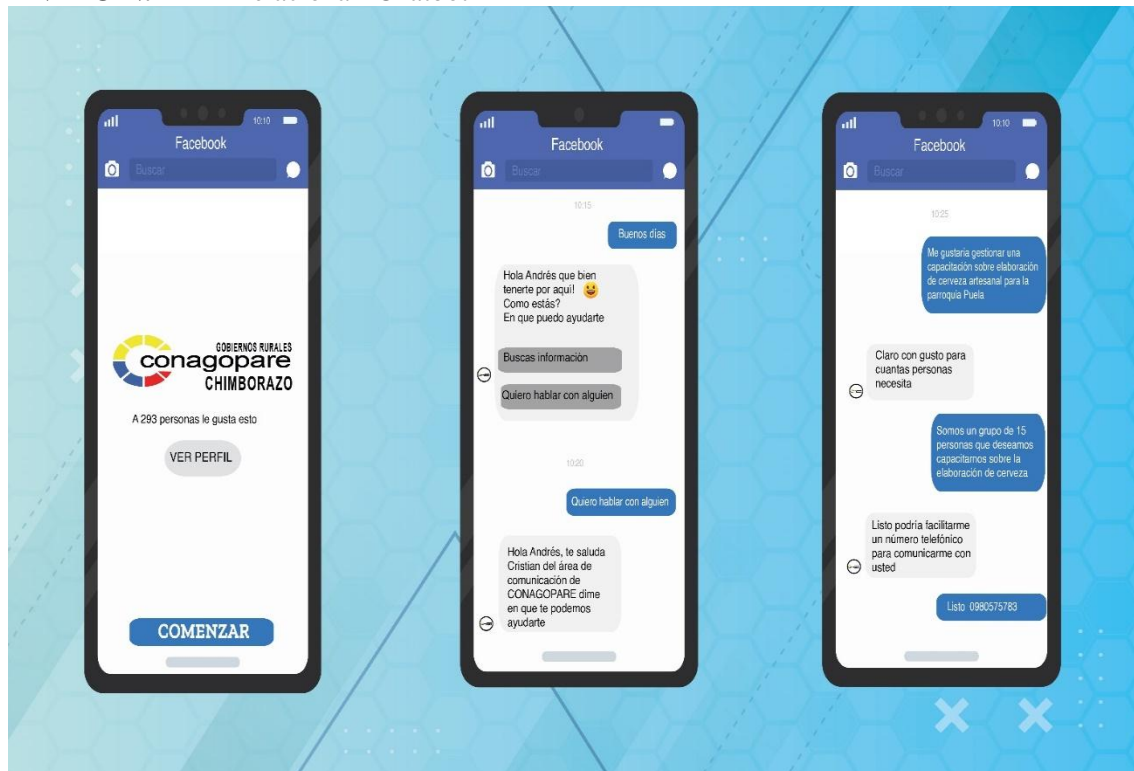 10:10
Facebook
Buscar
GOBIERNOS RURALES
conagopare
CHIMBORAZO
A 293 personas le gusta esto
VER PERFIL
COMENZAR
Facebook
Buscar
10:15
Buenos días
Hola Andrés que bien
tenerte por aqui!
Como estás?
En que puedo ayudarte
Buscas información
Quiero hablar con alguien
10:20
Quiero hablar con alguien
Hola Andrés, te saluda
Cristian del área de
comunicación de
CONAGOPARE dime
en que te podemos
ayudarte
10:10
Facebook
Buscar
10:25
Me gustaria gestionar una
capacitación sobre elaboración
de cerveza artesanal para la
parroquia Puela
Claro con gusto para
cuantas personas
necesita
Somos un grupo de 15
personas que deseamos
capacitarnos sobre la
elaboración de cerveza
Listo podria facilitarme
un número telefónico
para comunicarme con
usted
Listo 0980575783